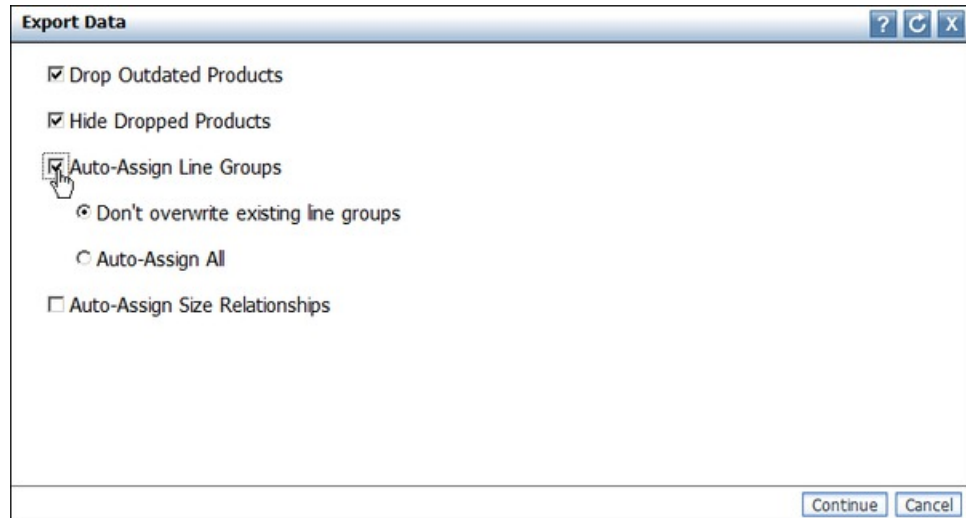 Export Data
? X
Drop Outdated Products
Hide Dropped Products
Auto-Assign Line Groups
Don't overwrite existing line groups
Auto-Assign All
Auto-Assign Size Relationships
Continue Cancel